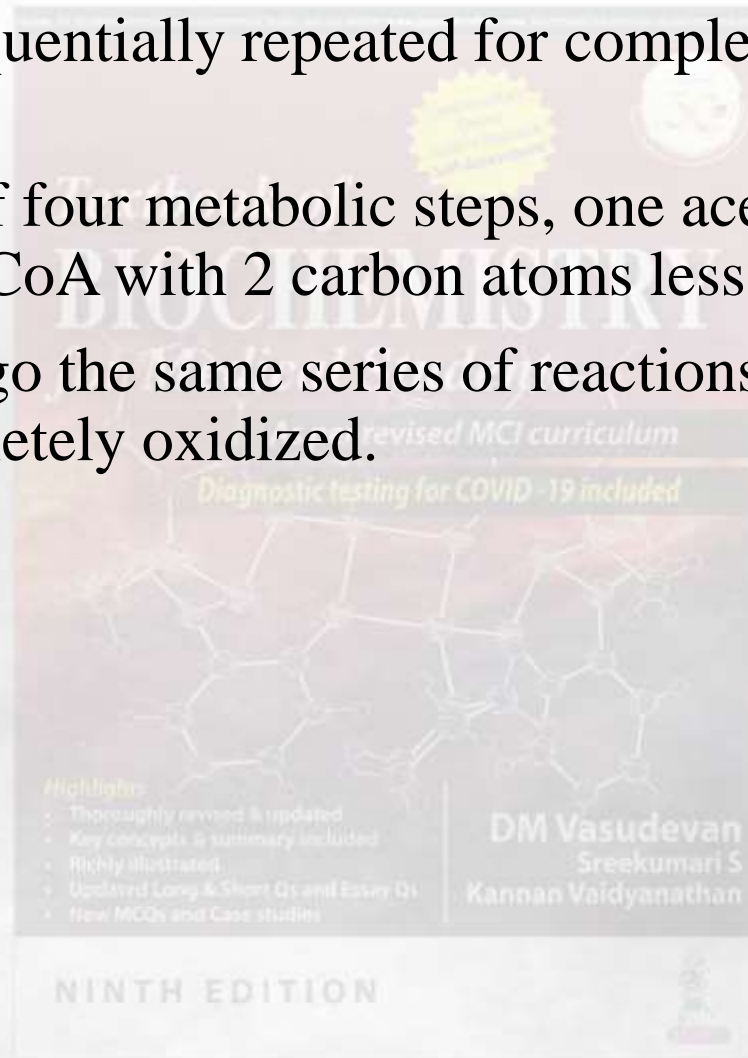 uentially repeated for comple
f four metabolic steps, one ace
CoA with 2 carbon atoms less
BIOCHEMISTRY
go the same series of reactions
revised MCI curriculum
etely oxidized.
Diagnostic testing for COVID-19 included
Highlights
• Thoroughly revised & updated
• Key concepts & summary included
• Richly illustrated
• Updated Long & Short Qs and Essay Qs
• New MCQs and Case studies
DM Vasudevan
Sreekumari S
Kannan Vaidyanathan
NINTH EDITION